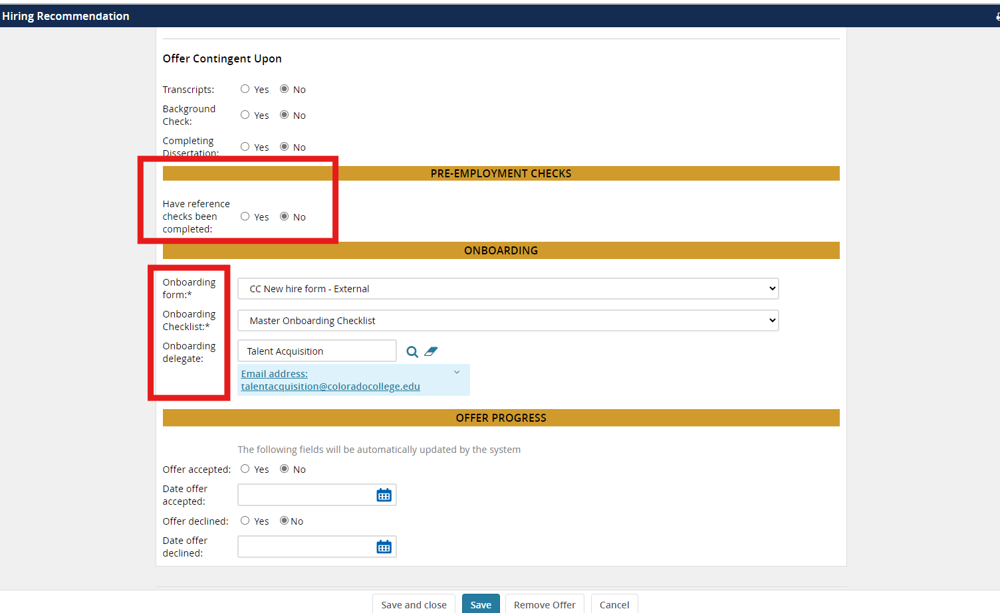 Hiring Recommendation
Offer Contingent Upon
Transcripts: Yes No
Background
Check: Yes No
Completing
Dissertation: Yes No
PRE-EMPLOYMENT CHECKS
Have reference
checks been Yes No
completed:
ONBOARDING
Onboarding
form:* CC New hire form - External
Onboarding
Checklist:* Master Onboarding Checklist
Onboarding
delegate: Talent Acquisition
Email address:
talentacquisition@coloradocollege.edu
OFFER PROGRESS
The following fields will be automatically updated by the system
Offer accepted: Yes No
Date offer
accepted:
Offer declined: Yes No
Date offer
declined:
Save and close Save Remove Offer Cancel